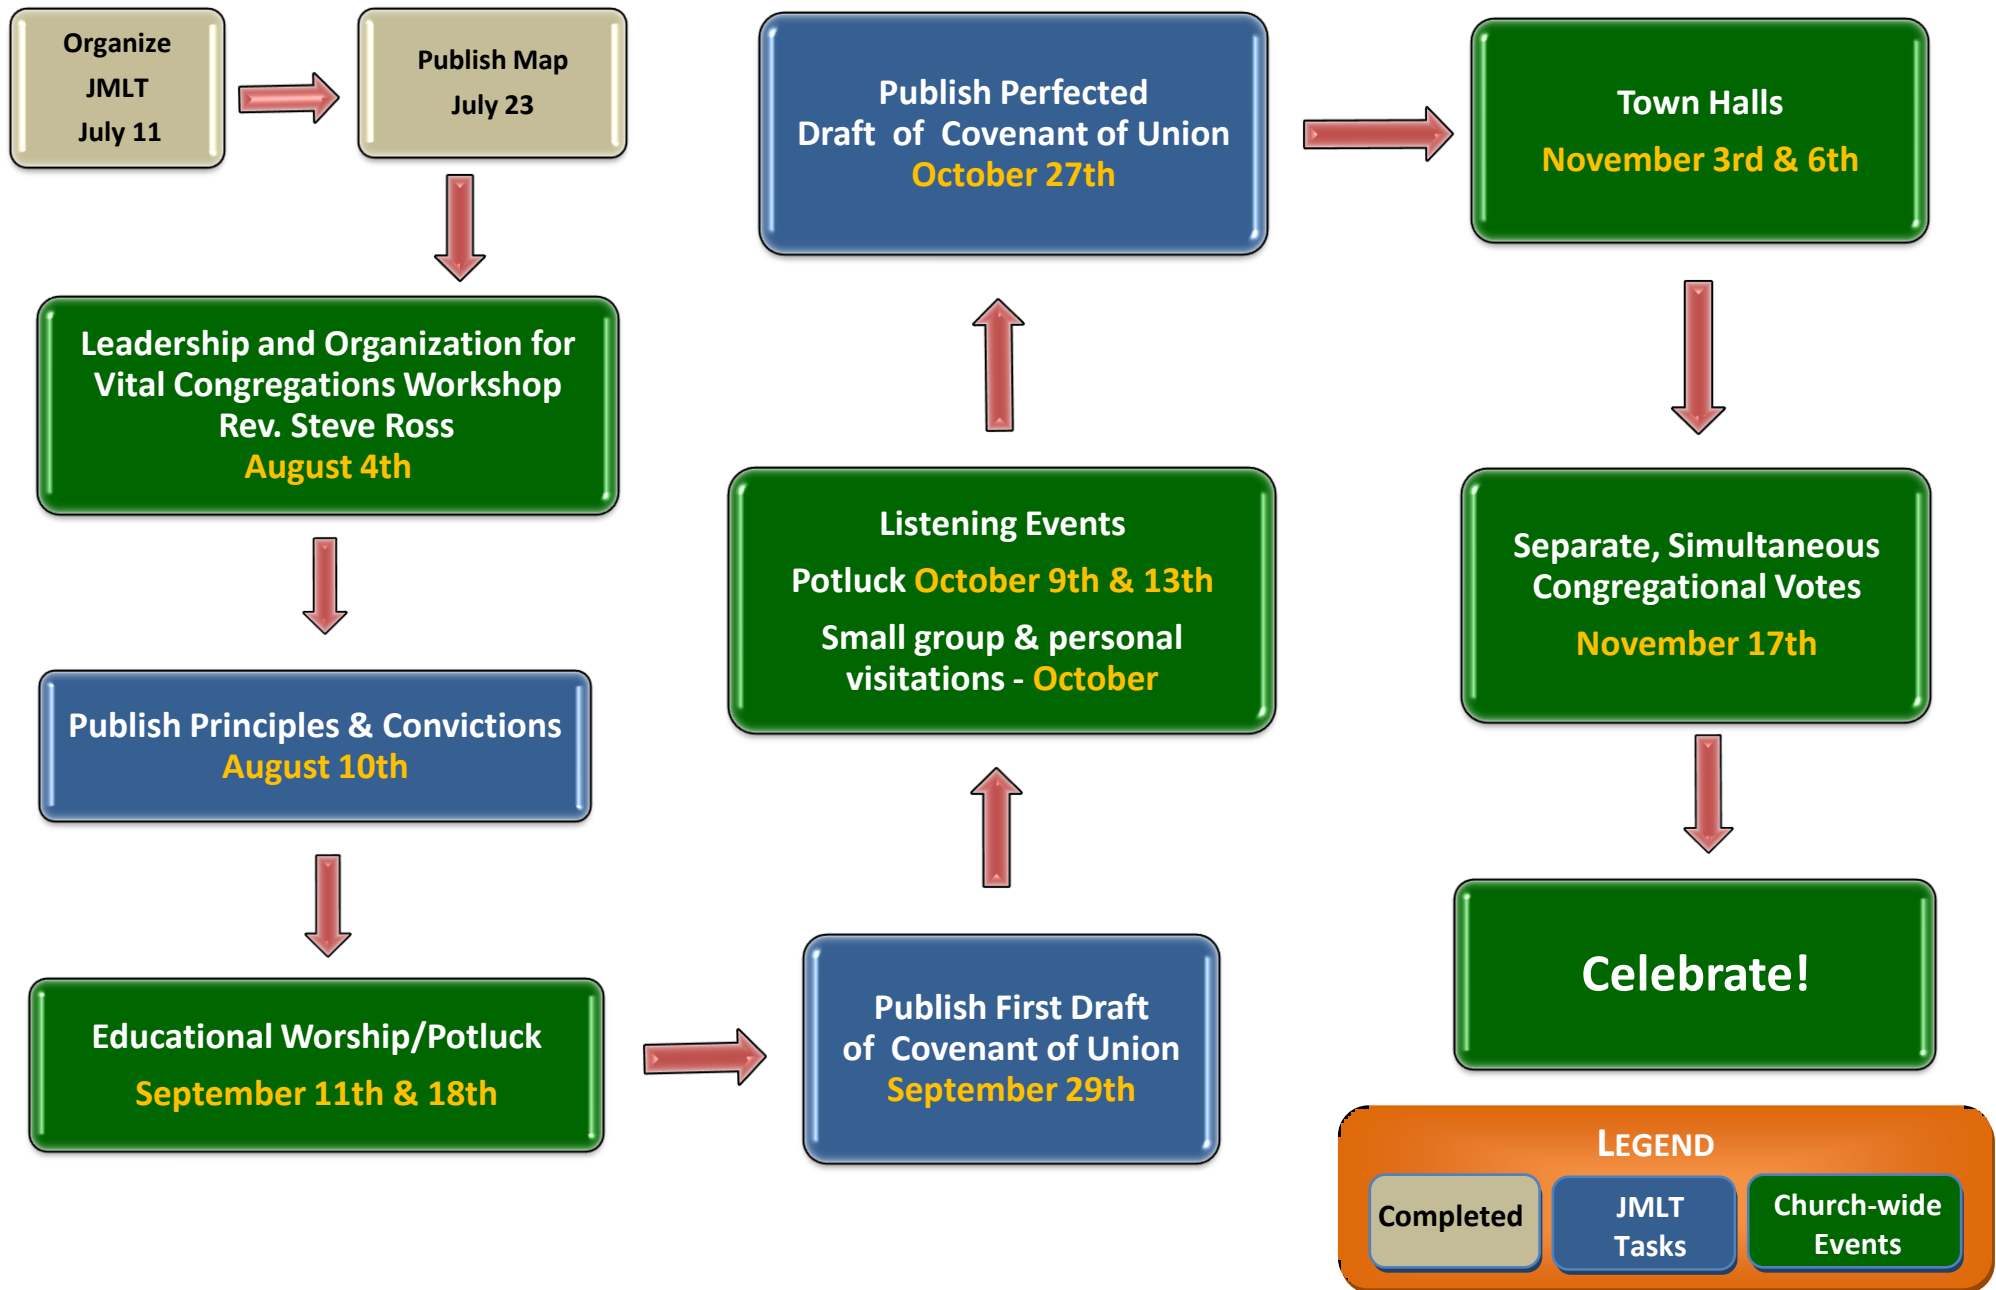 Organize
JMLT
July 11
Publish Map
July 23
Leadership and Organization for
Vital Congregations Workshop
Rev. Steve Ross
August 4th
Publish Principles & Convictions
August 10th
Educational Worship/Potluck
September 11th & 18th
Publish First Draft
of Covenant of Union
September 29th
Listening Events
Potluck October 9th & 13th
Small group & personal
visitations - October
Publish Perfected
Draft of Covenant of Union
October 27th
Town Halls
November 3rd & 6th
Separate, Simultaneous
Congregational Votes
November 17th
Celebrate!
LEGEND
Completed
JMLT
Tasks
Church-wide
Events